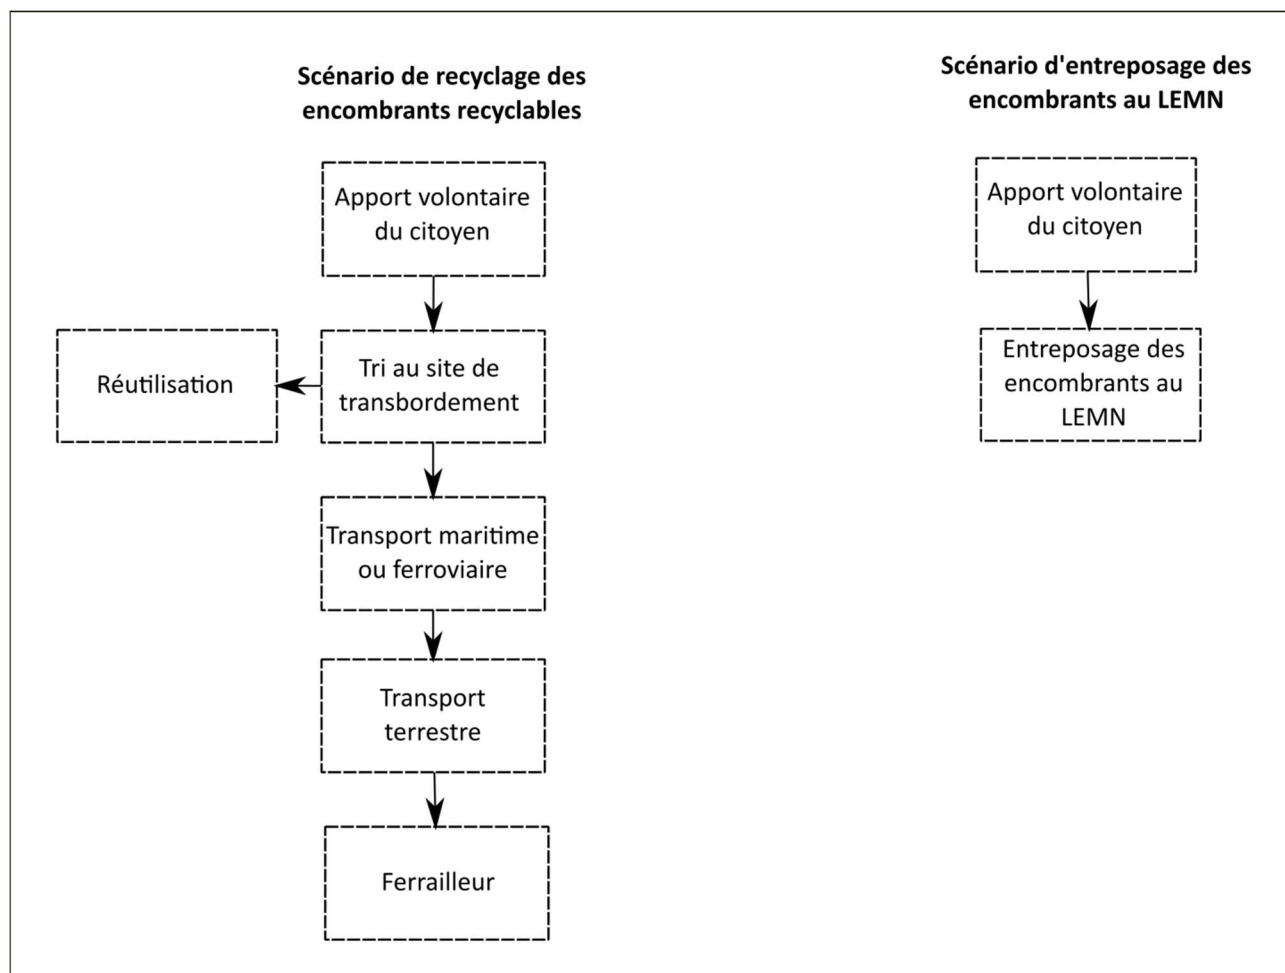 Scénario de recyclage des
encombrants recyclables
Apport volontaire
du citoyen
Réutilisation
Tri au site de
transbordement
Transport maritime
ou ferroviaire
Transport
terrestre
Ferrailleur
Scénario d'entreposage des
encombrants au LEMN
Apport volontaire
du citoyen
Entreposage des
encombrants au
LEMN